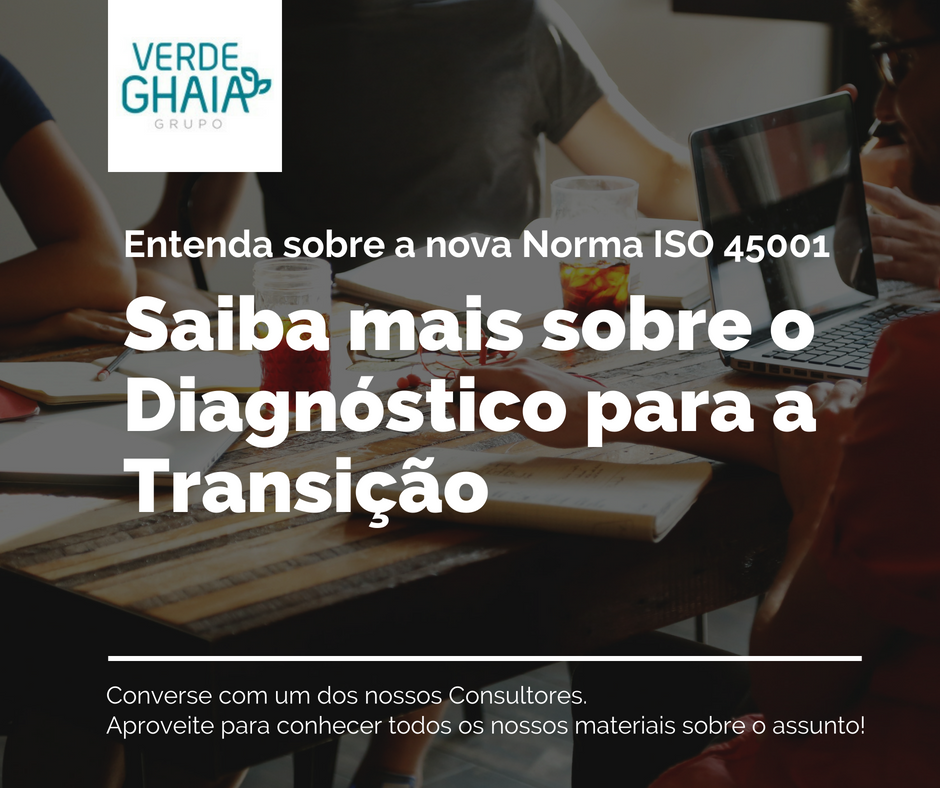 VERDE
GHAIA
GRUPO
Entenda sobre a nova Norma ISO 45001
Saiba mais sobre o
Diagnóstico para a
Transição
Converse com um dos nossos Consultores.
Aproveite para conhecer todos os nossos materiais sobre o assunto!